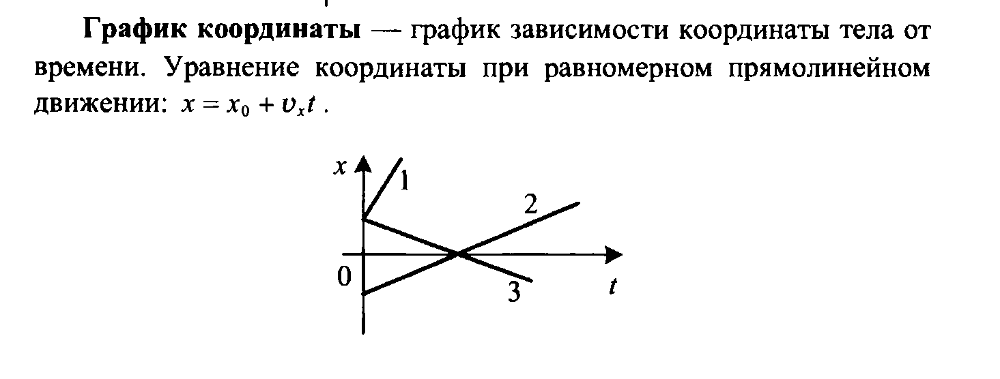 График координаты — график зависимости координаты тела от
времени. Уравнение координаты при равномерном прямолинейном
движении: x = x₀ + υₓt .
x
1
2
0
3
t